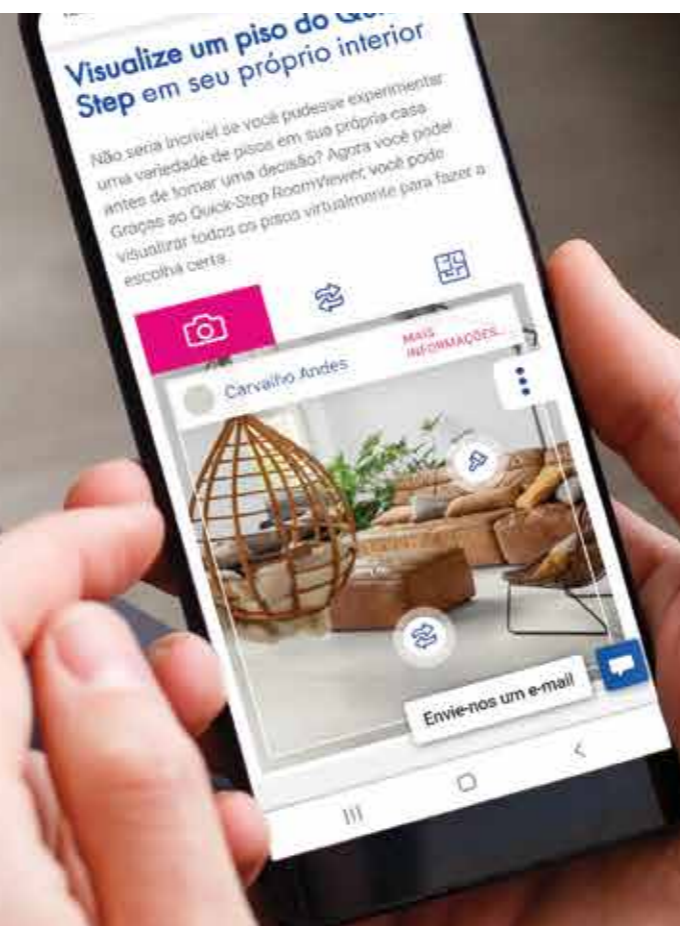 Visualize um piso do Quick
Step em seu próprio interior
Não seria incrível se você pudesse experimentar
uma variedade de pisos em sua própria casa
antes de tomar uma decisão? Agora você pode!
Graças ao Quick-Step RoomViewer, você pode
visualizar todos os pisos virtualmente para fazer a
escolha certa.
Carvalho Andes
MAIS
INFORMAÇÕES...
Envie-nos um e-mail